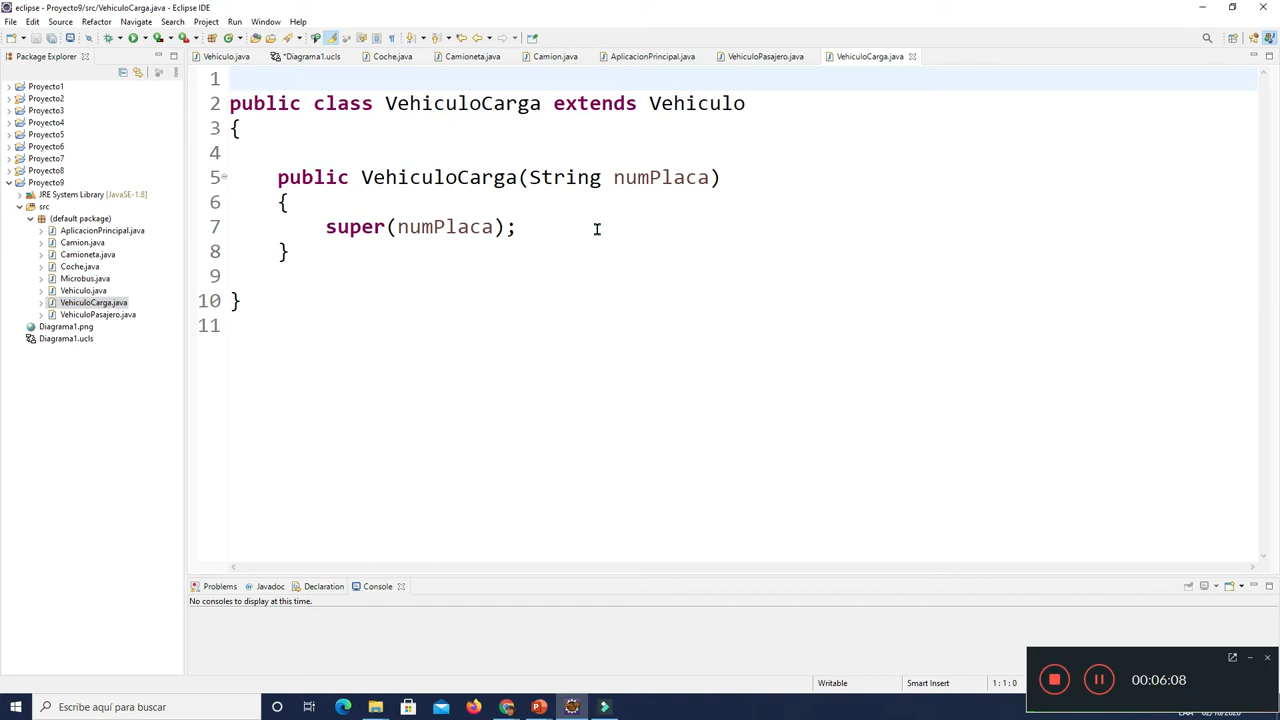 eclipse - Proyecto9/src/VehiculoCarga.java - Eclipse IDE
File Edit Source Refactor Navigate Search Project Run Window Help
Package Explorer
Vehiculo.java *Diagrama1.ucls Coche.java Camioneta.java Camion.java AplicacionPrincipal.java VehiculoPasajero.java VehiculoCarga.java
Proyecto1
Proyecto2
Proyecto3
Proyecto4
Proyecto5
Proyecto6
Proyecto7
Proyecto8
Proyecto9
JRE System Library [JavaSE-1.8]
src
(default package)
AplicacionPrincipal.java
Camion.java
Camioneta.java
Coche.java
Microbus.java
Vehiculo.java
VehiculoCarga.java
VehiculoPasajero.java
Diagrama1.png
Diagrama1.ucls
1
2 public class VehiculoCarga extends Vehiculo
3 {
4
5 public VehiculoCarga(String numPlaca)
6 {
7 super(numPlaca);
8 }
9
10 }
11
Problems Javadoc Declaration Console
No consoles to display at this time.
Writable Smart Insert 1 : 1 : 0
00:06:08
Escribe aquí para buscar